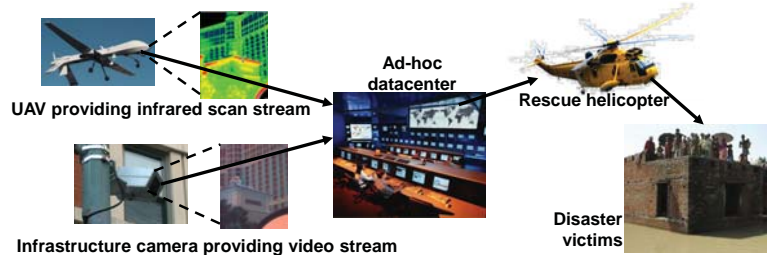 Ad-hoc
datacenter
UAV providing infrared scan stream
Rescue helicopter
Disaster
victims
Infrastructure camera providing video stream